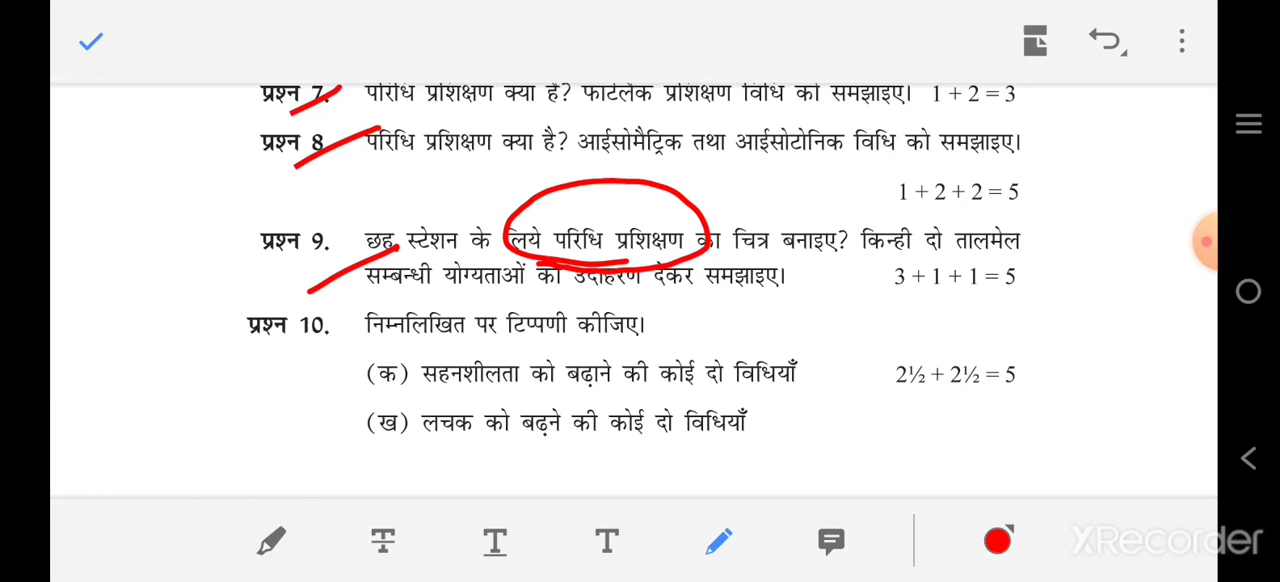 प्रश्न 7. परिधि प्रशिक्षण क्या है? फार्टलेक प्रशिक्षण विधि को समझाइए। 1 + 2 = 3
प्रश्न 8 परिधि प्रशिक्षण क्या है? आईसोमैट्रिक तथा आईसोटोनिक विधि को समझाइए।
1 + 2 + 2 = 5
प्रश्न 9. छह स्टेशन के लिये परिधि प्रशिक्षण का चित्र बनाइए? किन्ही दो तालमेल
सम्बन्धी योग्यताओं को उदाहरण देकर समझाइए। 3 + 1 + 1 = 5
प्रश्न 10. निम्नलिखित पर टिप्पणी कीजिए।
(क) सहनशीलता को बढ़ाने की कोई दो विधियाँ 2½ + 2½ = 5
(ख) लचक को बढ़ने की कोई दो विधियाँ
T T T
XRecorder